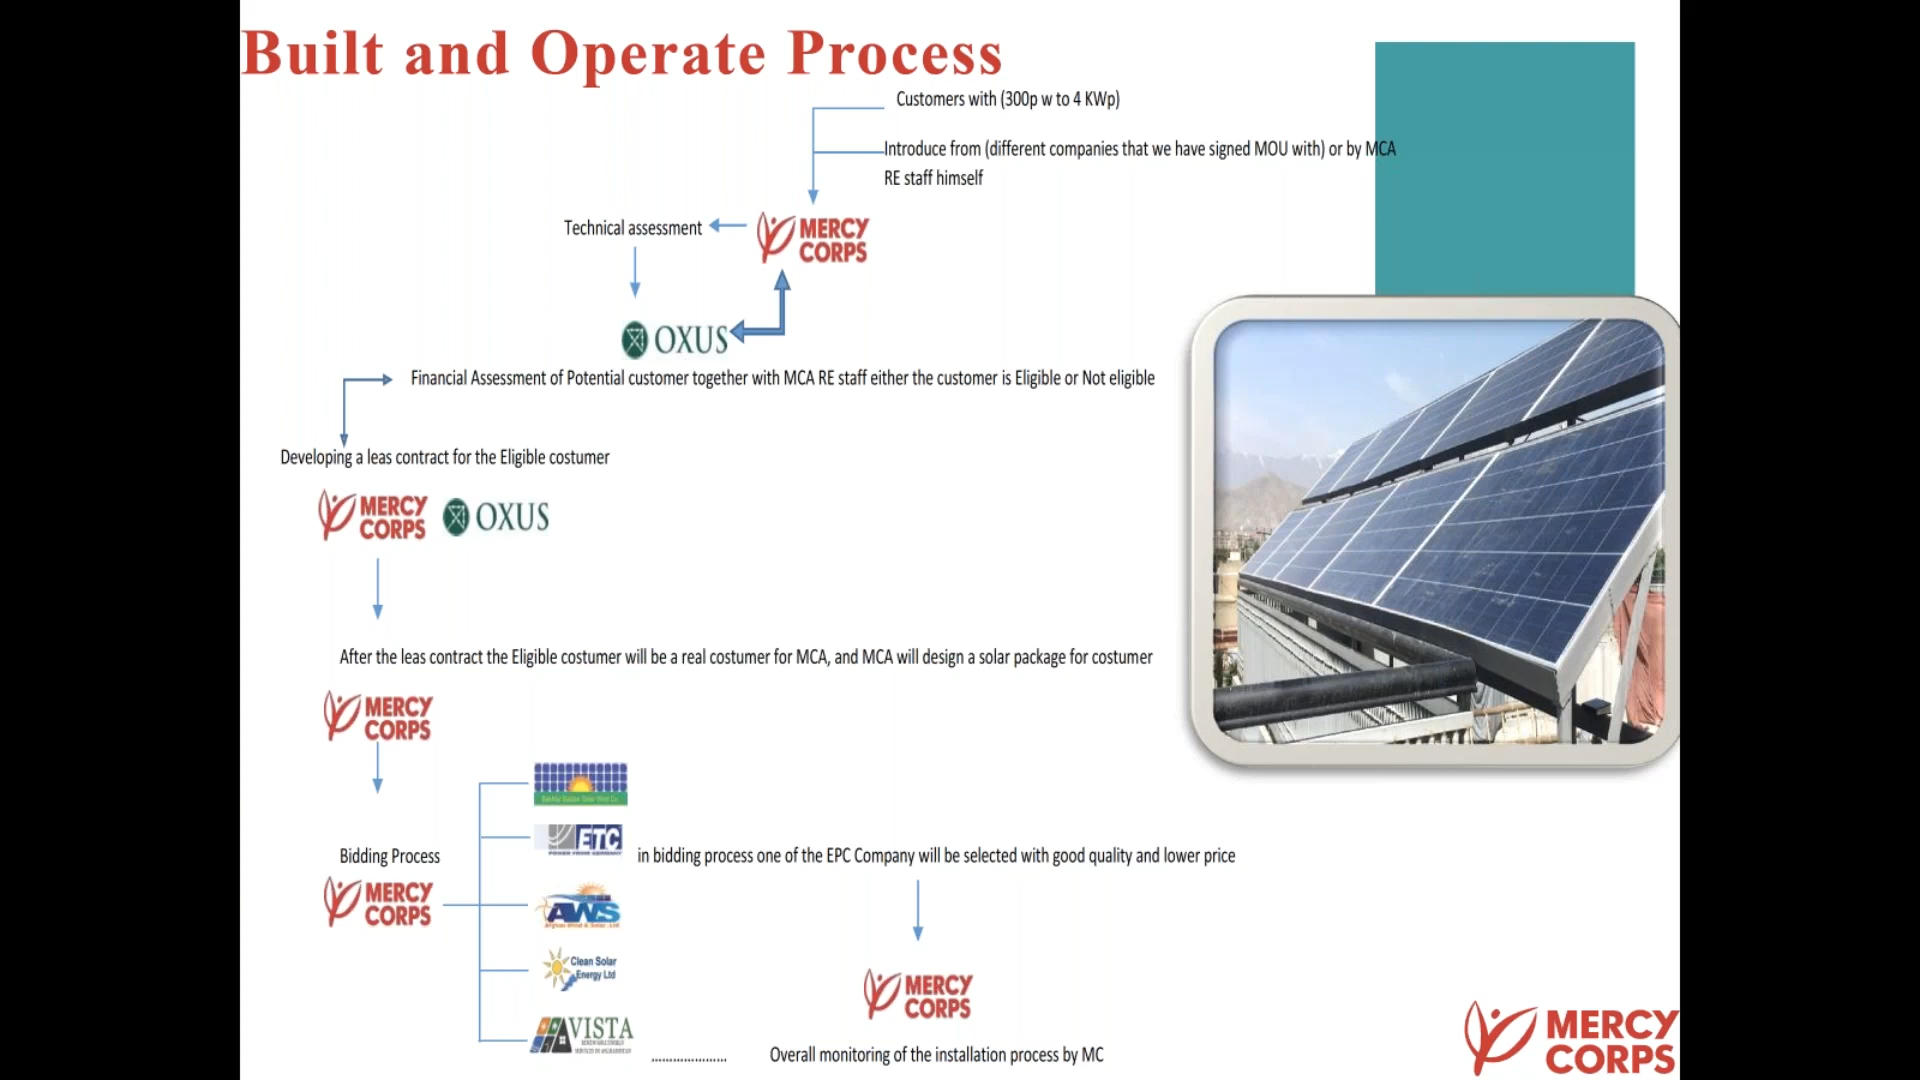 Built and Operate Process
Customers with (300p w to 4 KWp)
Introduce from (different companies that we have signed MOU with) or by MCA
RE staff himself
Technical assessment
MERCY
CORPS
OXUS
Financial Assessment of Potential customer together with MCA RE staff either the customer is Eligible or Not eligible
Developing a leas contract for the Eligible costumer
MERCY
CORPS
OXUS
After the leas contract the Eligible costumer will be a real costumer for MCA, and MCA will design a solar package for costumer
MERCY
CORPS
ETC
Bidding Process
in bidding process one of the EPC Company will be selected with good quality and lower price
MERCY
CORPS
AWS
Afghan Wind & Solar .Ltd
Clean Solar
Energy Ltd
MERCY
CORPS
VISTA
.....................
Overall monitoring of the installation process by MC
MERCY
CORPS